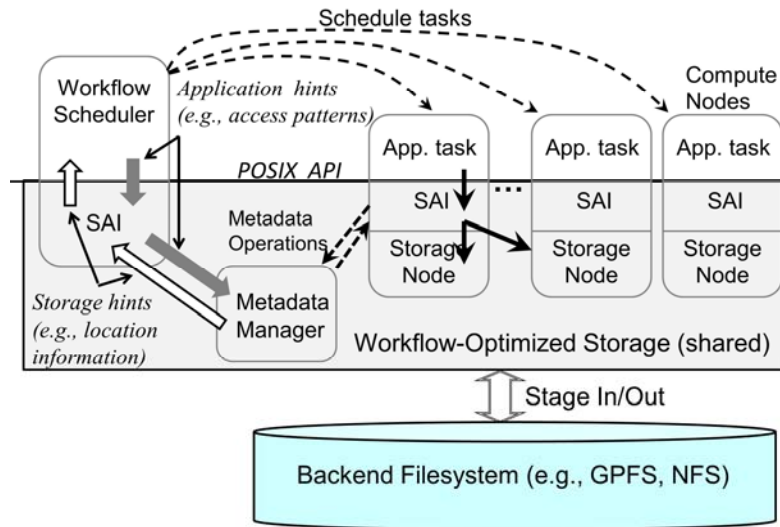 Schedule tasks
Workflow
Scheduler
Application hints
(e.g., access patterns)
Compute
Nodes
App. task
App. task
App. task
POSIX API
...
SAI
Metadata
Operations
SAI
SAI
SAI
Storage
Node
Storage
Node
Storage
Node
Storage hints
(e.g., location
information)
Metadata
Manager
Workflow-Optimized Storage (shared)
Stage In/Out
Backend Filesystem (e.g., GPFS, NFS)